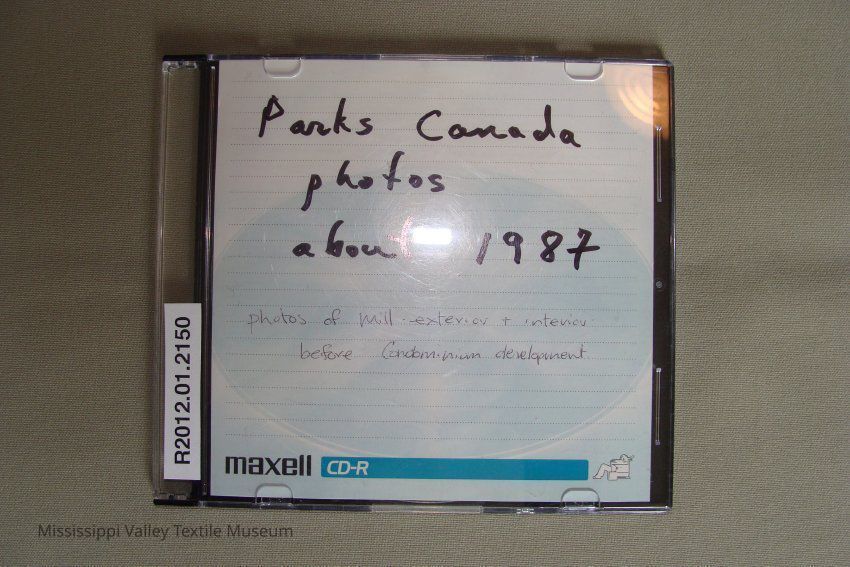 Parks Canada
photos
abou 1987
photos of Mill - exterior + interior
before Condominium development
R2012.01.2150
maxell CD-R
Mississippi Valley Textile Museum